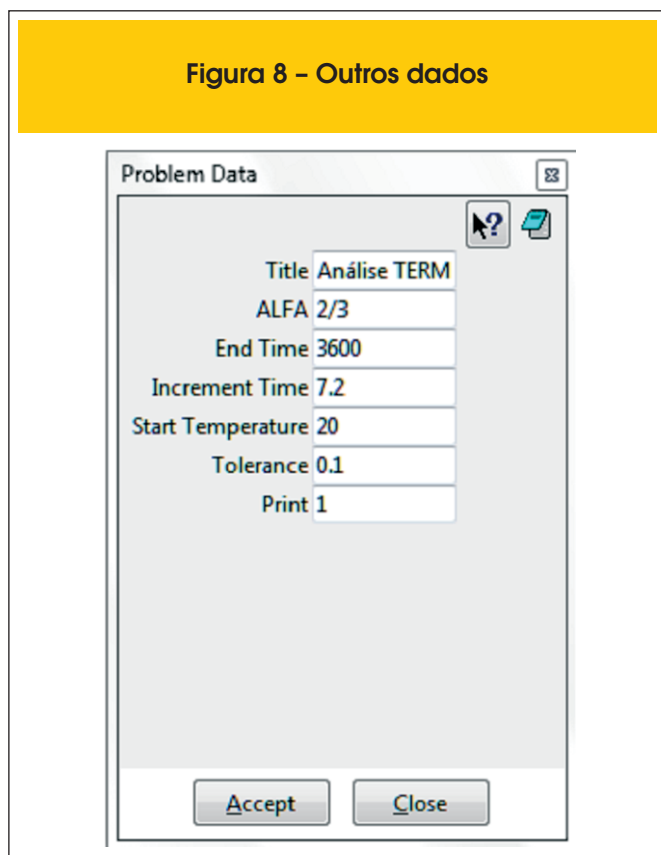 Figura 8 – Outros dados
Problem Data
?
Title Análise TERM
ALFA 2/3
End Time 3600
Increment Time 7.2
Start Temperature 20
Tolerance 0.1
Print 1
Accept Close